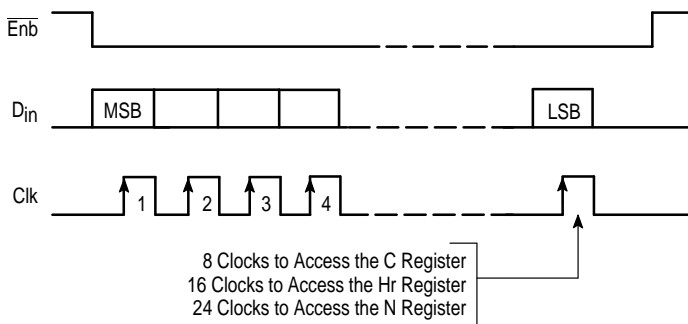 Enb
Din
MSB
LSB
Clk
1 2 3 4
8 Clocks to Access the C Register
16 Clocks to Access the Hr Register
24 Clocks to Access the N Register